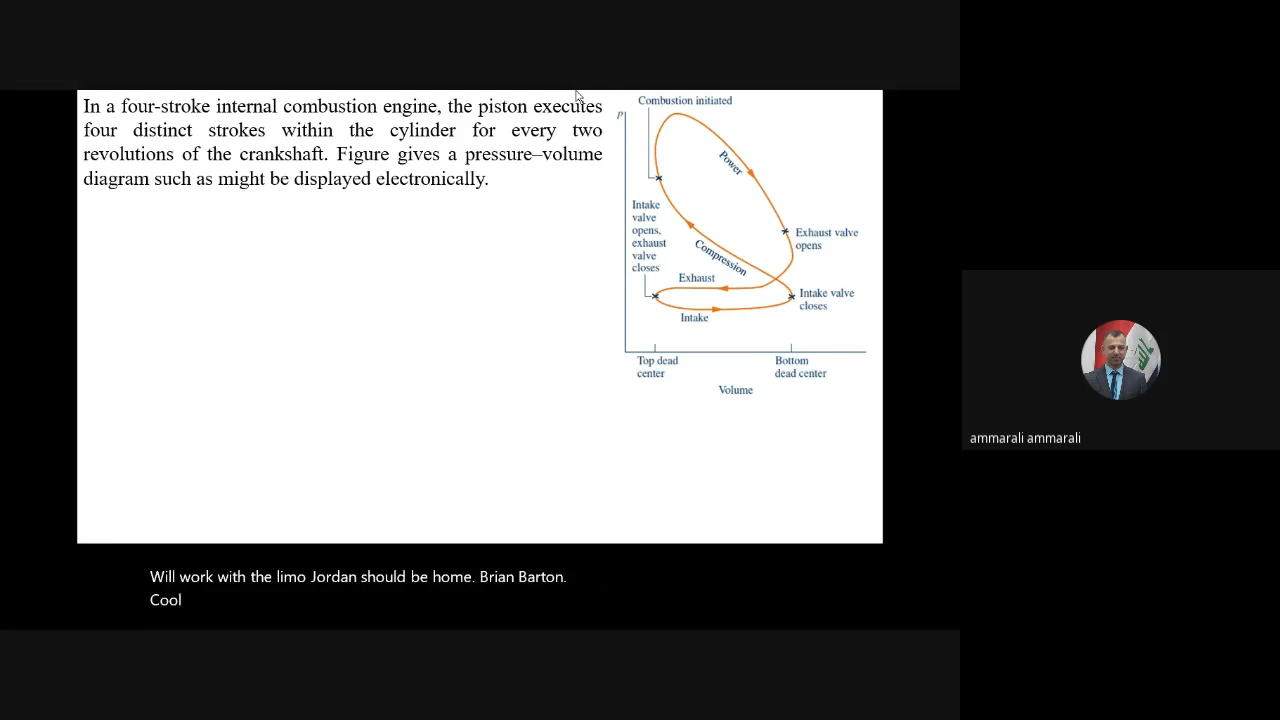 In a four-stroke internal combustion engine, the piston executes
four distinct strokes within the cylinder for every two
revolutions of the crankshaft. Figure gives a pressure–volume
diagram such as might be displayed electronically.
Combustion initiated
p
Power
Intake
valve
opens,
exhaust
valve
closes
Exhaust valve
opens
Compression
Exhaust
Intake valve
closes
Intake
Top dead
center
Bottom
dead center
Volume
ammarali ammarali
Will work with the limo Jordan should be home. Brian Barton.
Cool